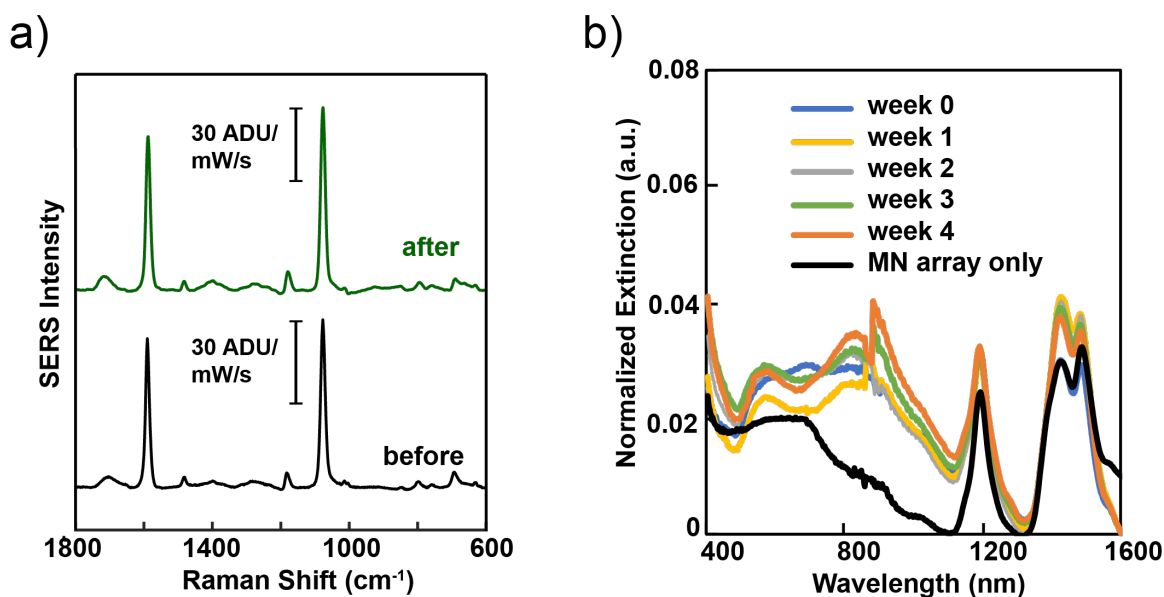 a)
SERS Intensity
30 ADU/
mW/s
after
30 ADU/
mW/s
before
1800 1400 1000 600
Raman Shift (cm⁻¹)
b)
Normalized Extinction (a.u.)
0.08
0.06
0.04
0.02
0
week 0
week 1
week 2
week 3
week 4
MN array only
400 800 1200 1600
Wavelength (nm)